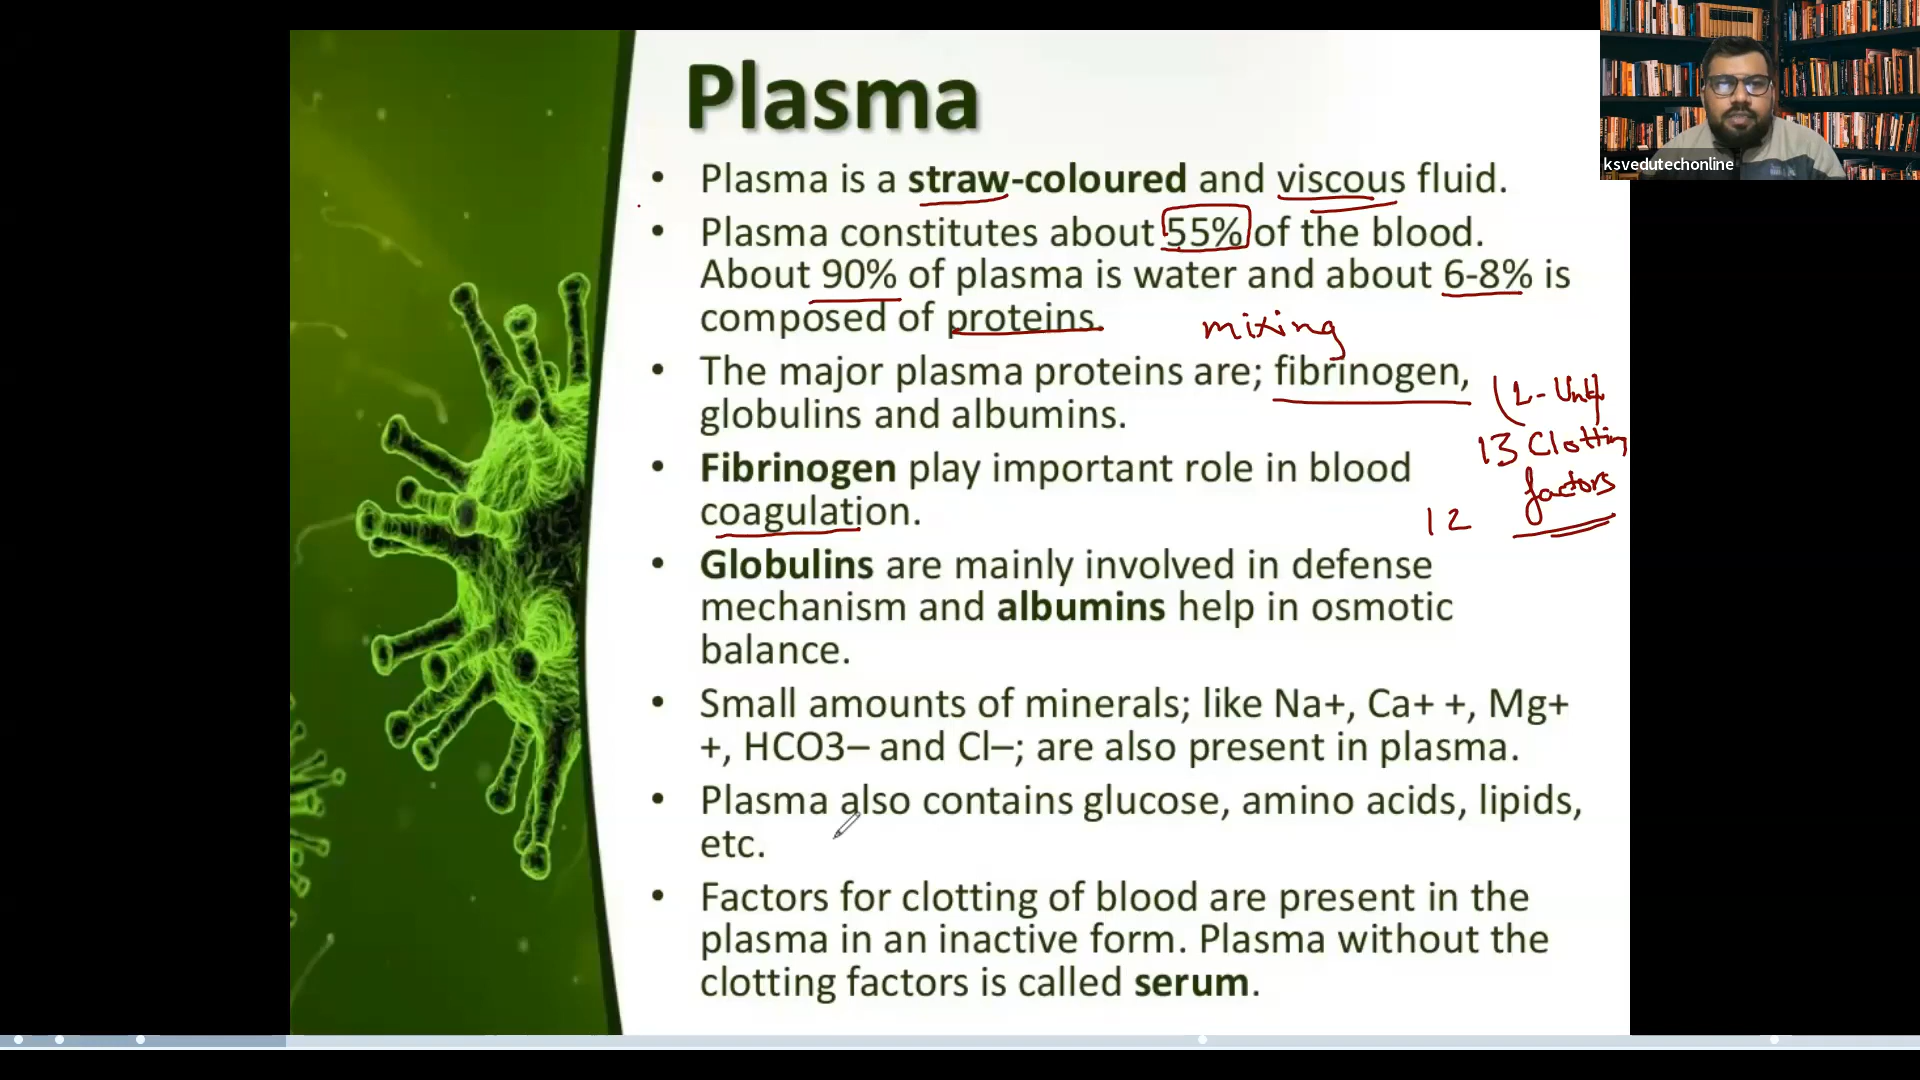 Plasma
ksvedutechonline
• Plasma is a straw-coloured and viscous fluid.
• Plasma constitutes about 55% of the blood.
About 90% of plasma is water and about 6-8% is
composed of proteins.
mixing
• The major plasma proteins are; fibrinogen,
globulins and albumins.
13 Clotting
factors
12
• Fibrinogen play important role in blood
coagulation.
• Globulins are mainly involved in defense
mechanism and albumins help in osmotic
balance.
• Small amounts of minerals; like Na+, Ca+ +, Mg+
+, HCO3– and Cl–; are also present in plasma.
• Plasma also contains glucose, amino acids, lipids,
etc.
• Factors for clotting of blood are present in the
plasma in an inactive form. Plasma without the
clotting factors is called serum.